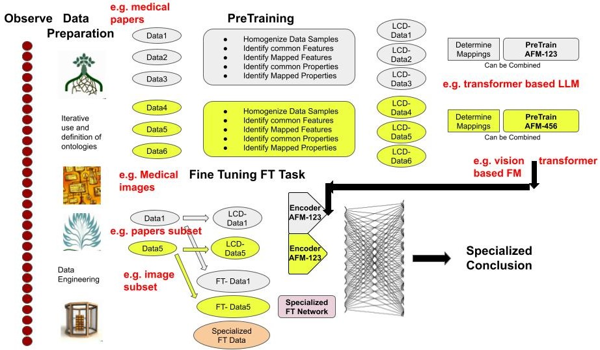 Observe Data
Preparation
e.g. medical
papers
PreTraining
Data1
Data2
Data3
● Homogenize Data Samples
● Identify common Features
● Identify Mapped Features
● Identify common Properties
● Identify Mapped Properties
LCD-
Data1
LCD-
Data2
LCD-
Data3
Determine
Mappings
PreTrain
AFM-123
Can be Combined
e.g. transformer based LLM
Iterative
use and definition
of ontologies
Data4
Data5
Data6
● Homogenize Data Samples
● Identify common Features
● Identify Mapped Features
● Identify common Properties
● Identify Mapped Properties
LCD-
Data4
LCD-
Data5
LCD-
Data6
Determine
Mappings
PreTrain
AFM-456
Can be Combined
e.g. vision transformer
based FM
e.g. Medical
images
Fine Tuning FT Task
Data1
LCD-
Data1
e.g. papers subset
Data5
LCD-
Data5
e.g. image
subset
FT- Data1
FT- Data5
Specialized
FT Data
Encoder
AFM-123
Encoder
AFM-123
Specialized
FT Network
Specialized
Conclusion
Data
Engineering